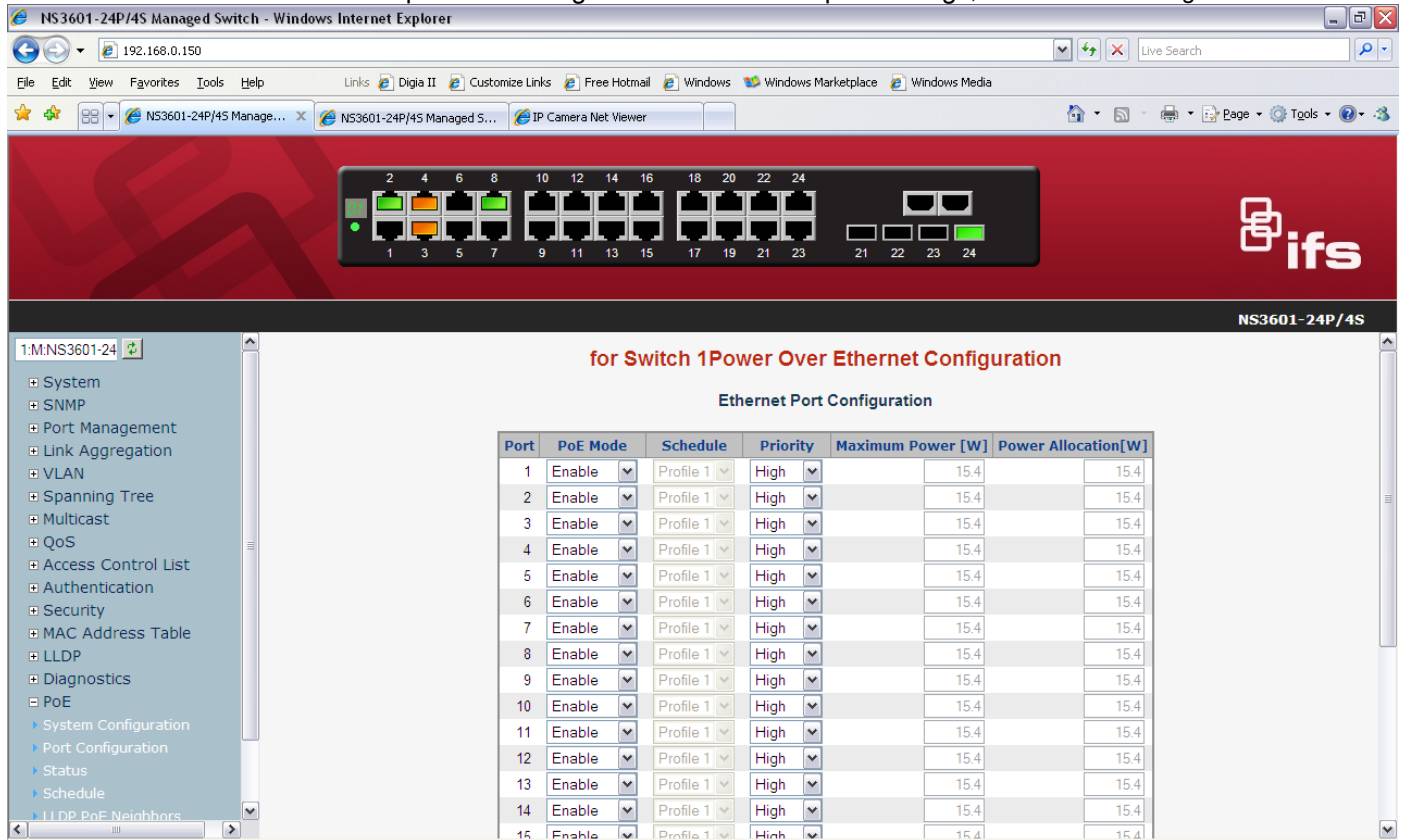 NS3601-24P/4S Managed Switch - Windows Internet Explorer
192.168.0.150
Live Search
File Edit View Favorites Tools Help Links Digia II Customize Links Free Hotmail Windows Windows Marketplace Windows Media
NS3601-24P/4S Manage... NS3601-24P/4S Managed S... IP Camera Net Viewer Page Tools
2 4 6 8 10 12 14 16 18 20 22 24
1 3 5 7 9 11 13 15 17 19 21 23 21 22 23 24
ifs
NS3601-24P/4S
1:M:NS3601-24
System
SNMP
Port Management
Link Aggregation
VLAN
Spanning Tree
Multicast
QoS
Access Control List
Authentication
Security
MAC Address Table
LLDP
Diagnostics
PoE
System Configuration
Port Configuration
Status
Schedule
LLDP PoE Neighbors
for Switch 1Power Over Ethernet Configuration
Ethernet Port Configuration
Port PoE Mode Schedule Priority Maximum Power [W] Power Allocation[W]
1 Enable Profile 1 High 15.4 15.4
2 Enable Profile 1 High 15.4 15.4
3 Enable Profile 1 High 15.4 15.4
4 Enable Profile 1 High 15.4 15.4
5 Enable Profile 1 High 15.4 15.4
6 Enable Profile 1 High 15.4 15.4
7 Enable Profile 1 High 15.4 15.4
8 Enable Profile 1 High 15.4 15.4
9 Enable Profile 1 High 15.4 15.4
10 Enable Profile 1 High 15.4 15.4
11 Enable Profile 1 High 15.4 15.4
12 Enable Profile 1 High 15.4 15.4
13 Enable Profile 1 High 15.4 15.4
14 Enable Profile 1 High 15.4 15.4
15 Enable Profile 1 High 15.4 15.4